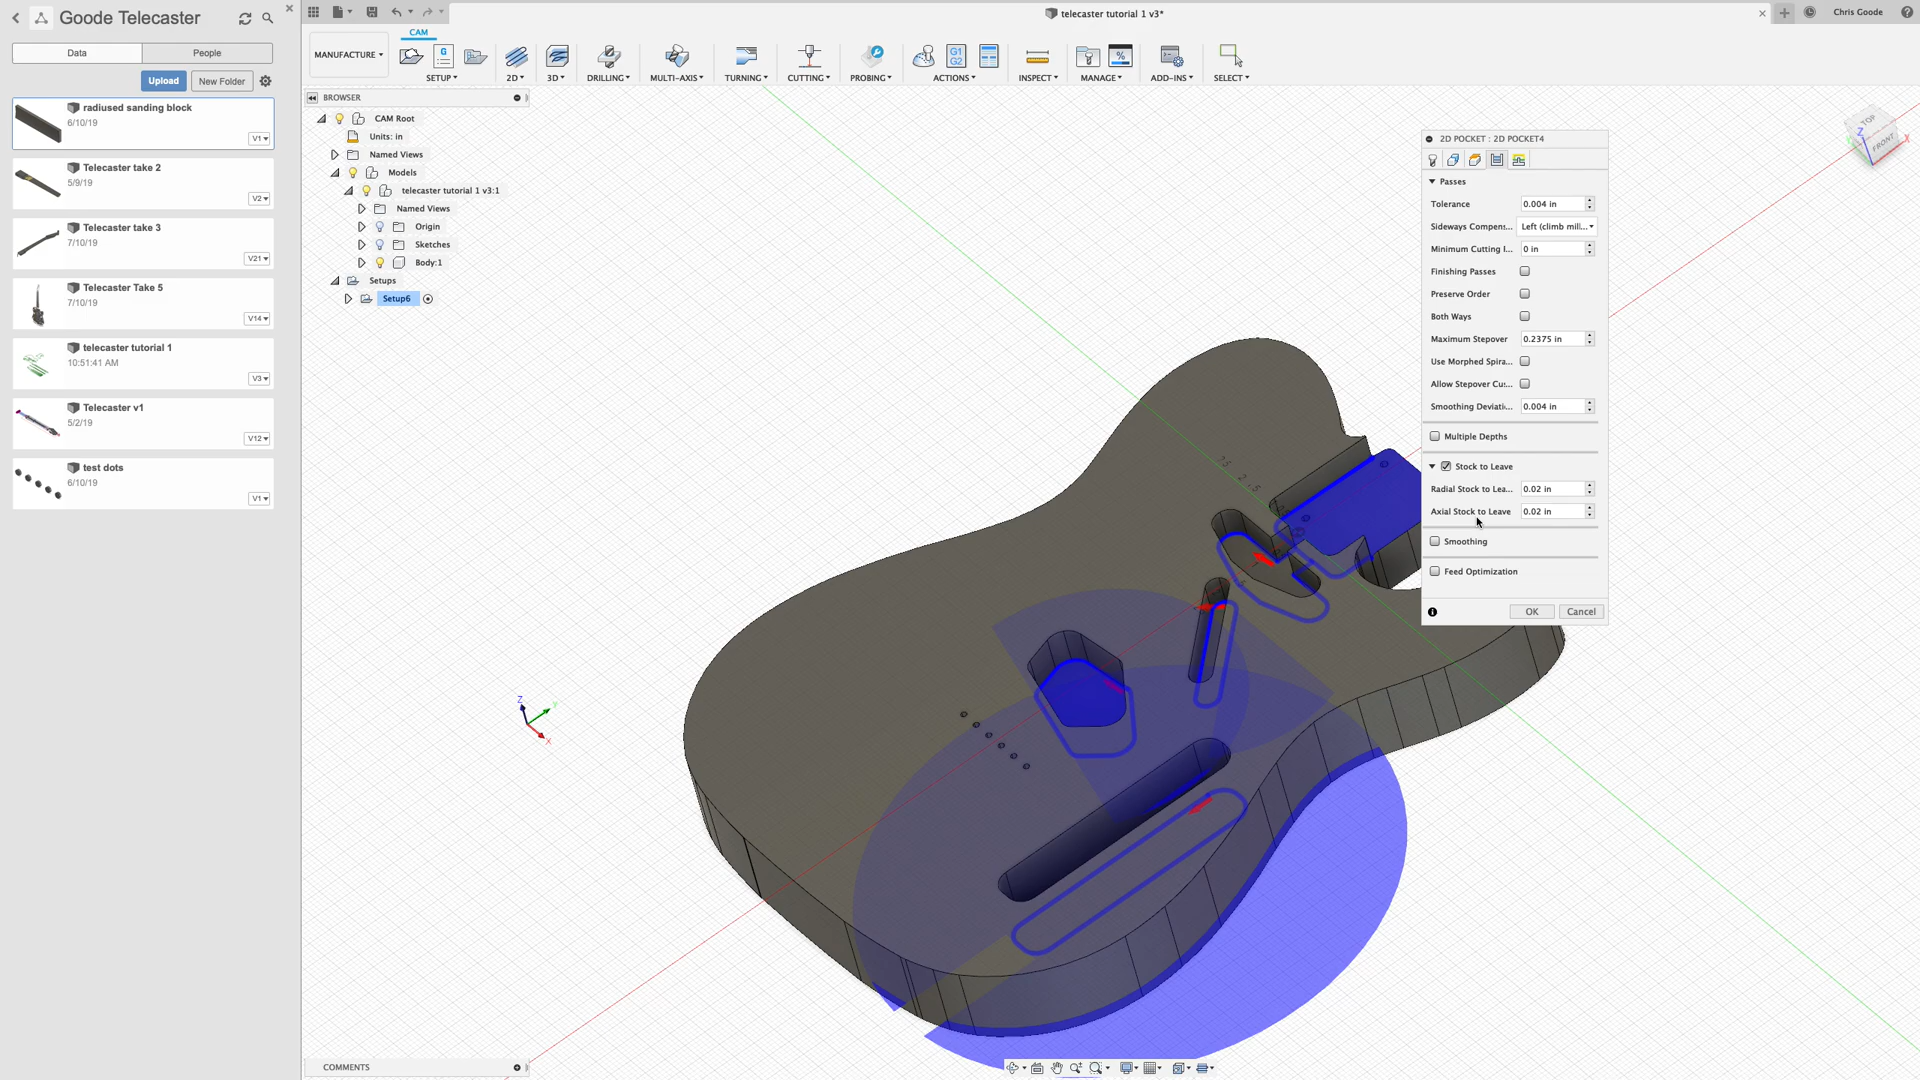 Goode Telecaster
Data
People
Upload
New Folder
radiused sanding block
6/10/19
V1
Telecaster take 2
5/9/19
V2
Telecaster take 3
7/10/19
V21
Telecaster Take 5
7/10/19
V14
telecaster tutorial 1
10:51:41 AM
V3
Telecaster v1
5/2/19
V12
test dots
6/10/19
V1
telecaster tutorial 1 v3*
Chris Goode
CAM
MANUFACTURE
G
G1
G2
%
SETUP
2D
3D
DRILLING
MULTI-AXIS
TURNING
CUTTING
PROBING
ACTIONS
INSPECT
MANAGE
ADD-INS
SELECT
BROWSER
CAM Root
Units: in
Named Views
Models
telecaster tutorial 1 v3:1
Named Views
Origin
Sketches
Body:1
Setups
Setup6
TOP
FRONT
Z
X
2D POCKET : 2D POCKET4
Passes
Tolerance 0.004 in
Sideways Compens... Left (climb mill...
Minimum Cutting I... 0 in
Finishing Passes
Preserve Order
Both Ways
Maximum Stepover 0.2375 in
Use Morphed Spira...
Allow Stepover Cu...
Smoothing Deviati... 0.004 in
Multiple Depths
Stock to Leave
Radial Stock to Lea... 0.02 in
Axial Stock to Leave 0.02 in
Smoothing
Feed Optimization
OK
Cancel
Z
Y
X
COMMENTS